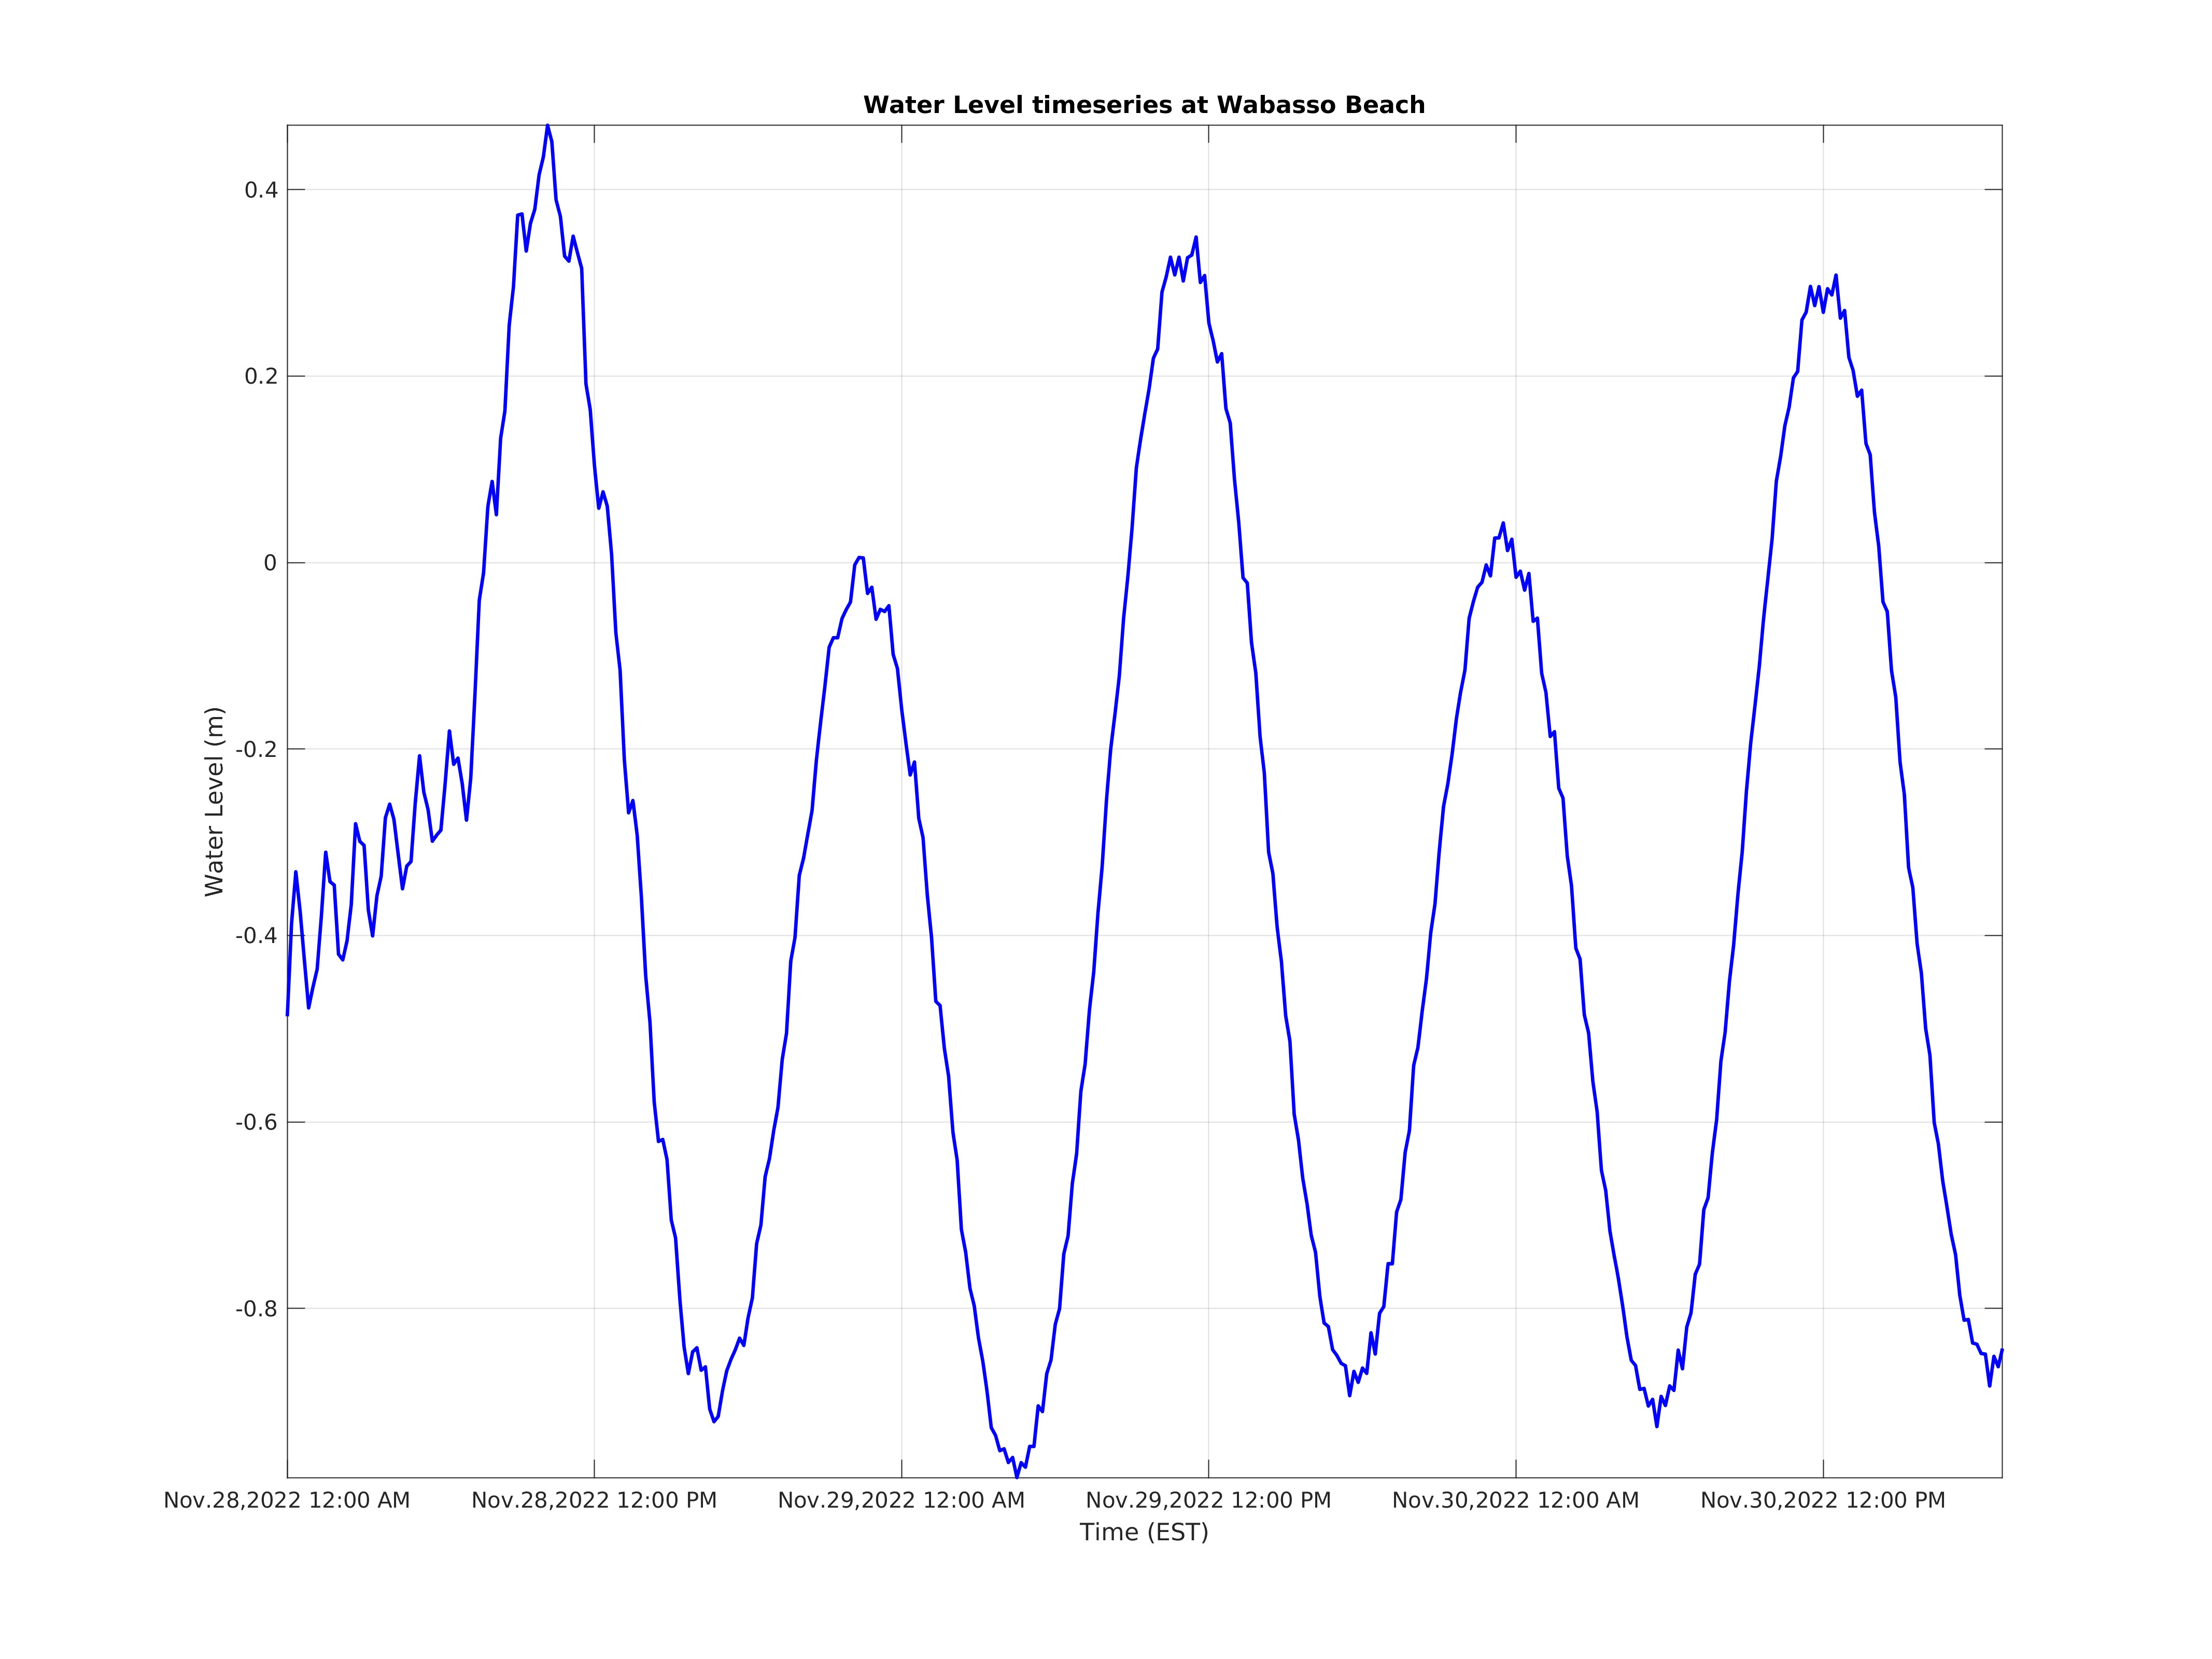 Water Level timeseries at Wabasso Beach
Water Level (m)
0.4
0.2
0
-0.2
-0.4
-0.6
-0.8
Nov.28,2022 12:00 AM
Nov.28,2022 12:00 PM
Nov.29,2022 12:00 AM
Nov.29,2022 12:00 PM
Nov.30,2022 12:00 AM
Nov.30,2022 12:00 PM
Time (EST)